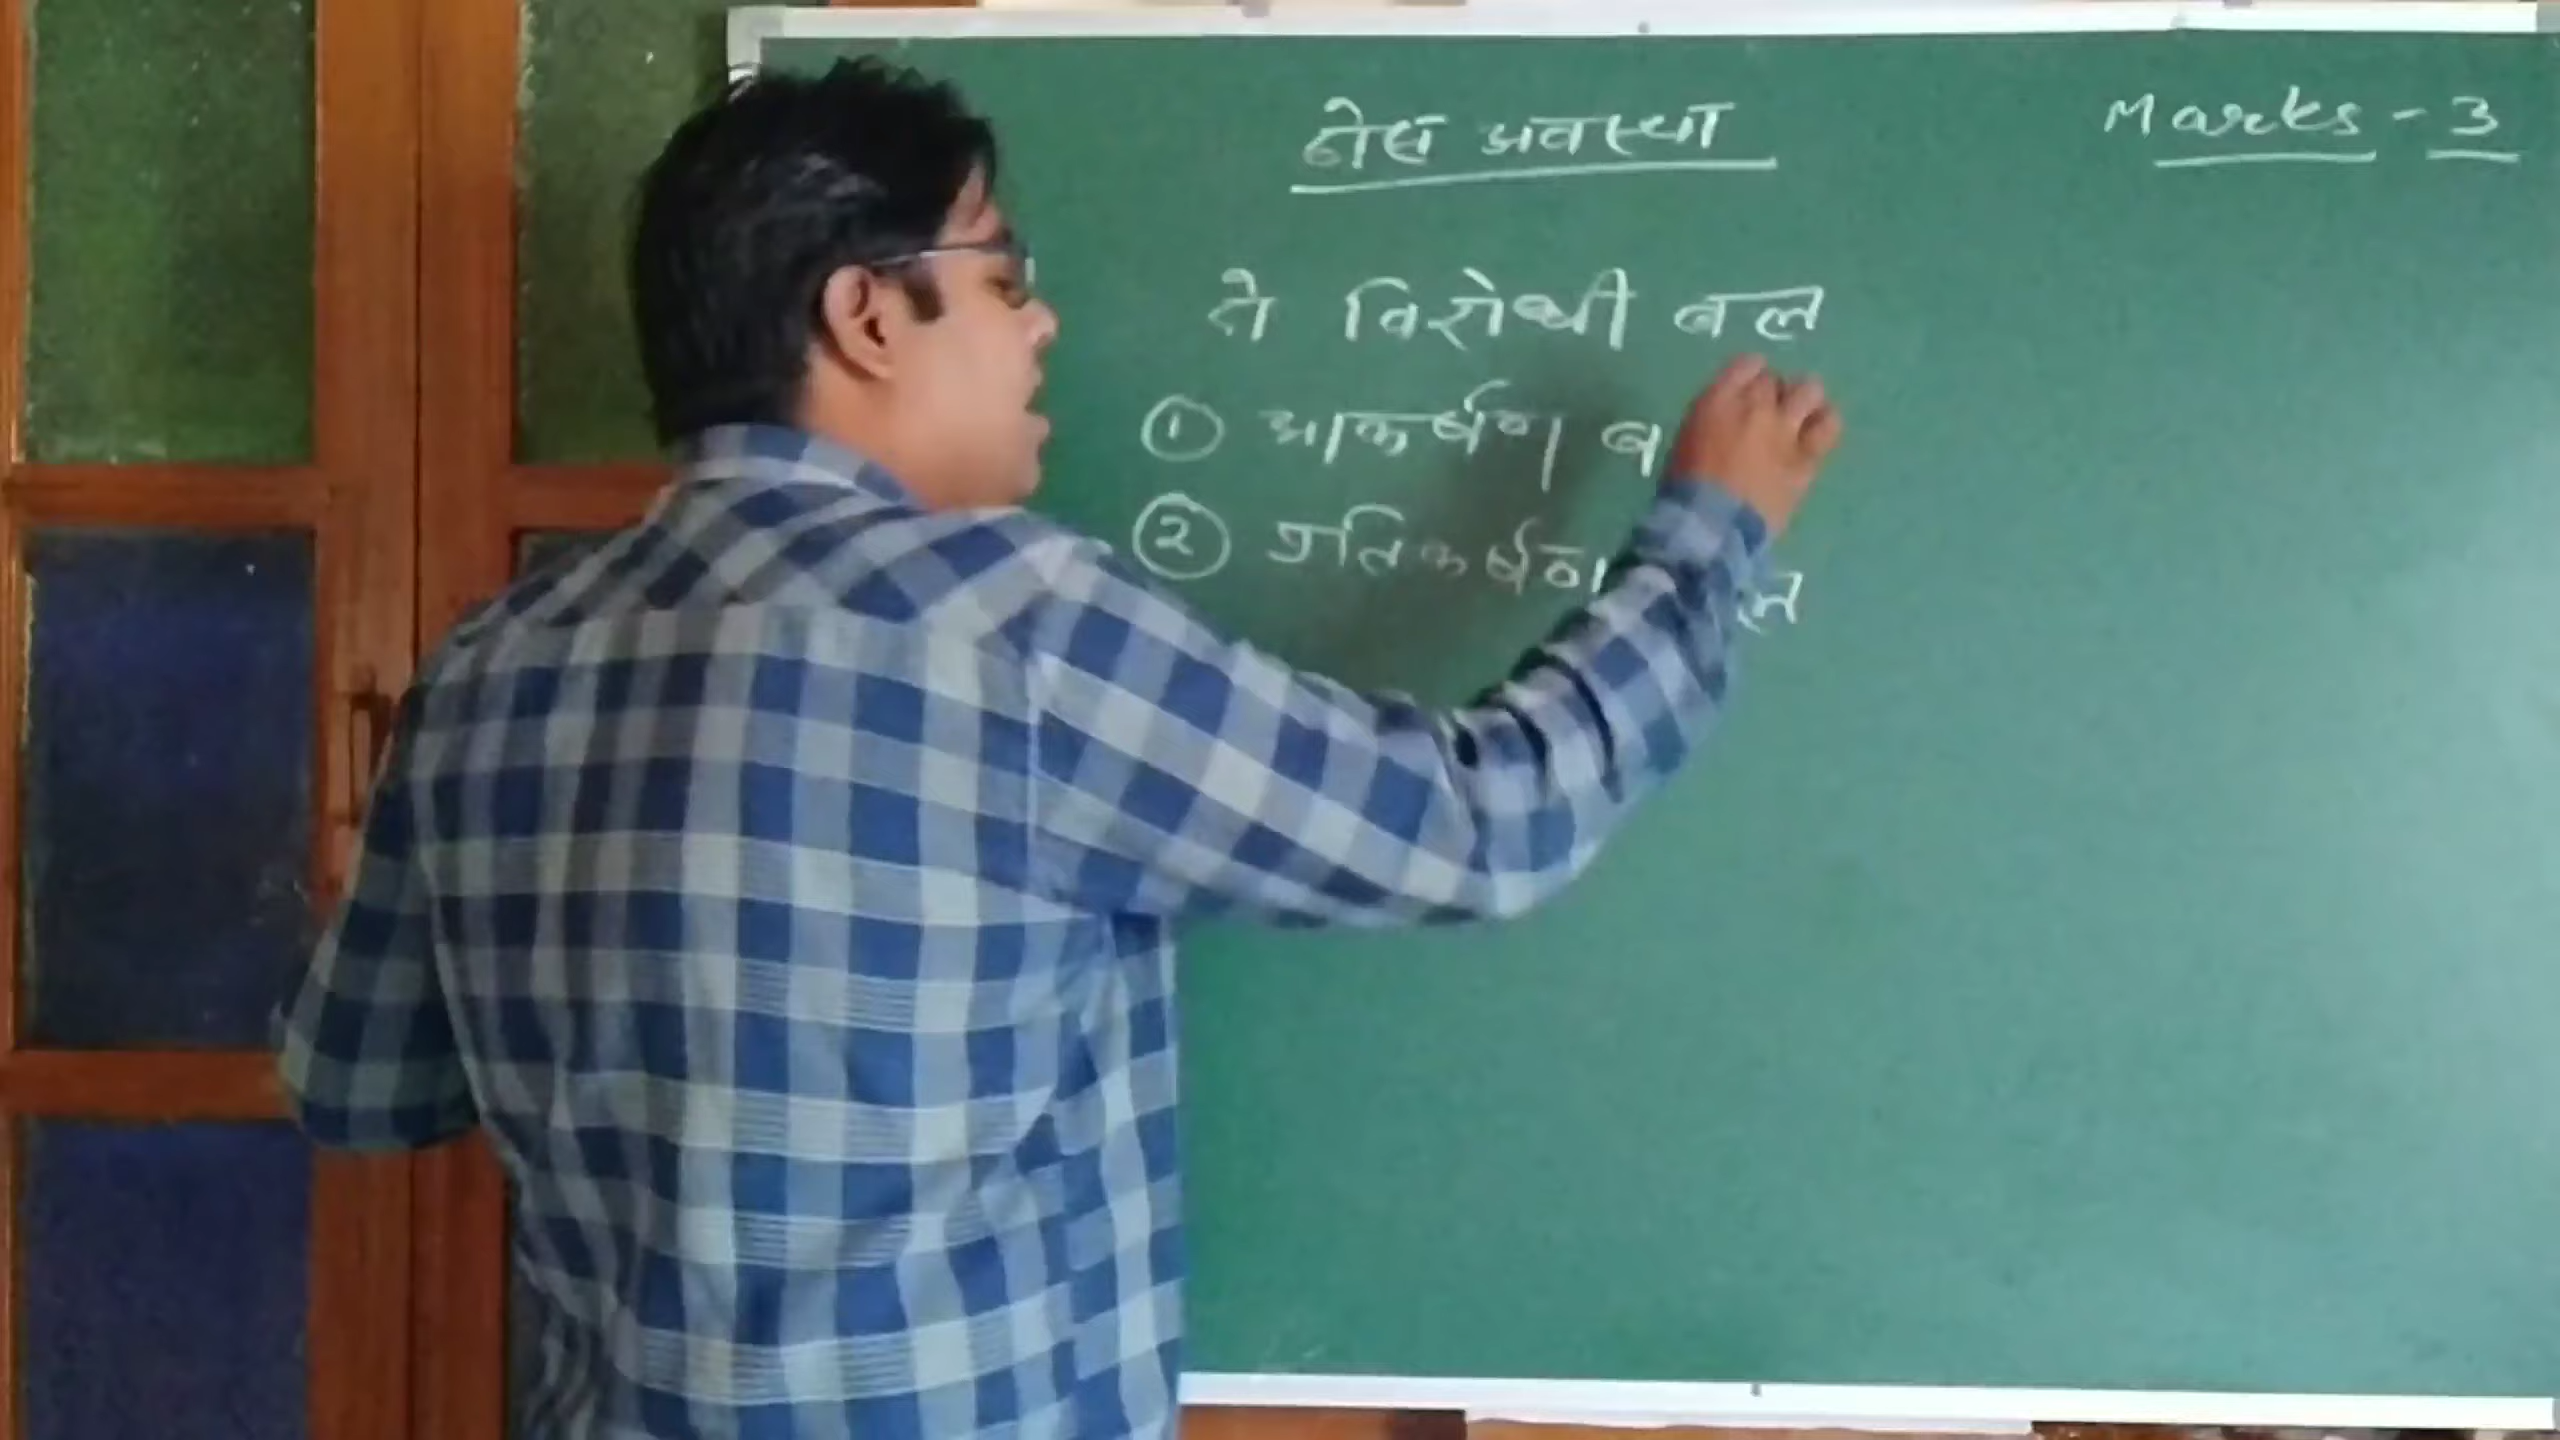 ठोस अवस्था
Marks - 3
ते विरोधी बल
① आकर्षण ब
② प्रतिकर्षण ल